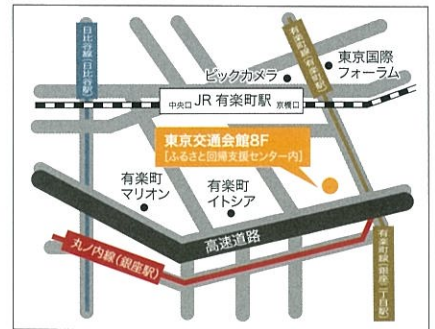 日比谷線(日比谷駅)
有楽町線(有楽町駅)
ビックカメラ
東京国際
フォーラム
中央口 JR 有楽町駅 京橋口
東京交通会館8F
[ふるさと回帰支援センター内]
有楽町
マリオン
有楽町
イトシア
高速道路
丸ノ内線(銀座駅)
有楽町線(銀座一丁目駅)